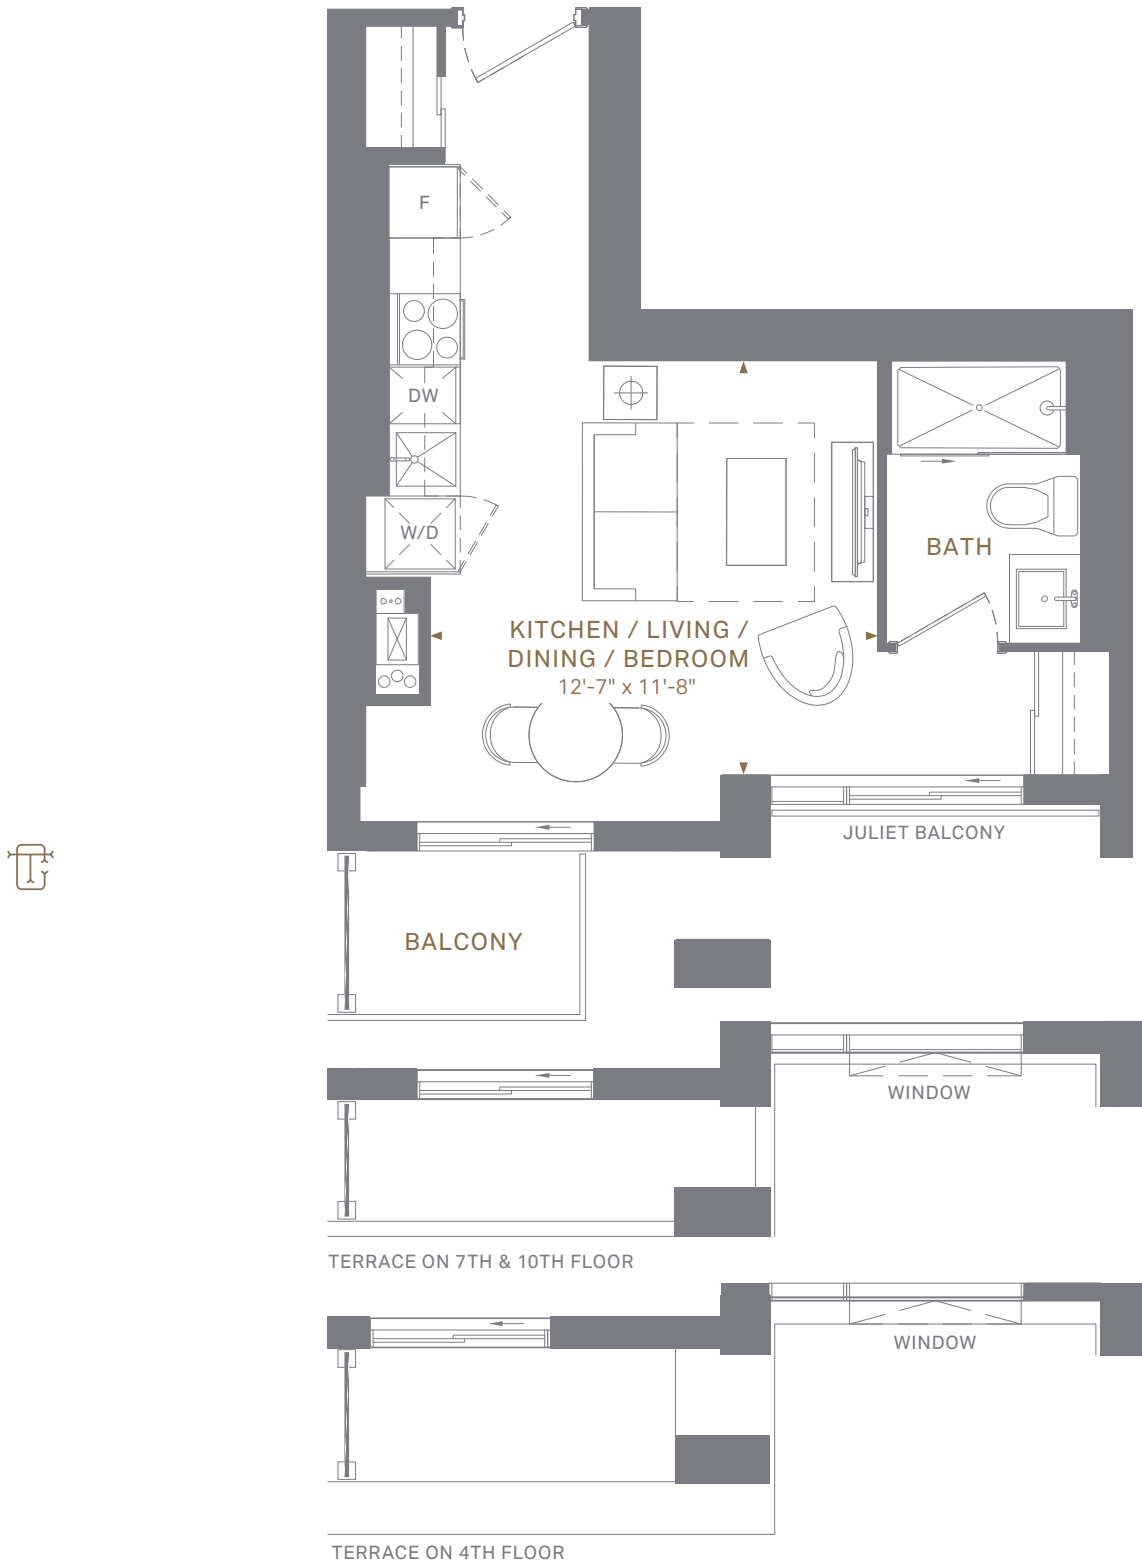 F
DW
W/D
BATH
KITCHEN / LIVING /
DINING / BEDROOM
12'-7" x 11'-8"
JULIET BALCONY
BALCONY
WINDOW
TERRACE ON 7TH & 10TH FLOOR
WINDOW
TERRACE ON 4TH FLOOR